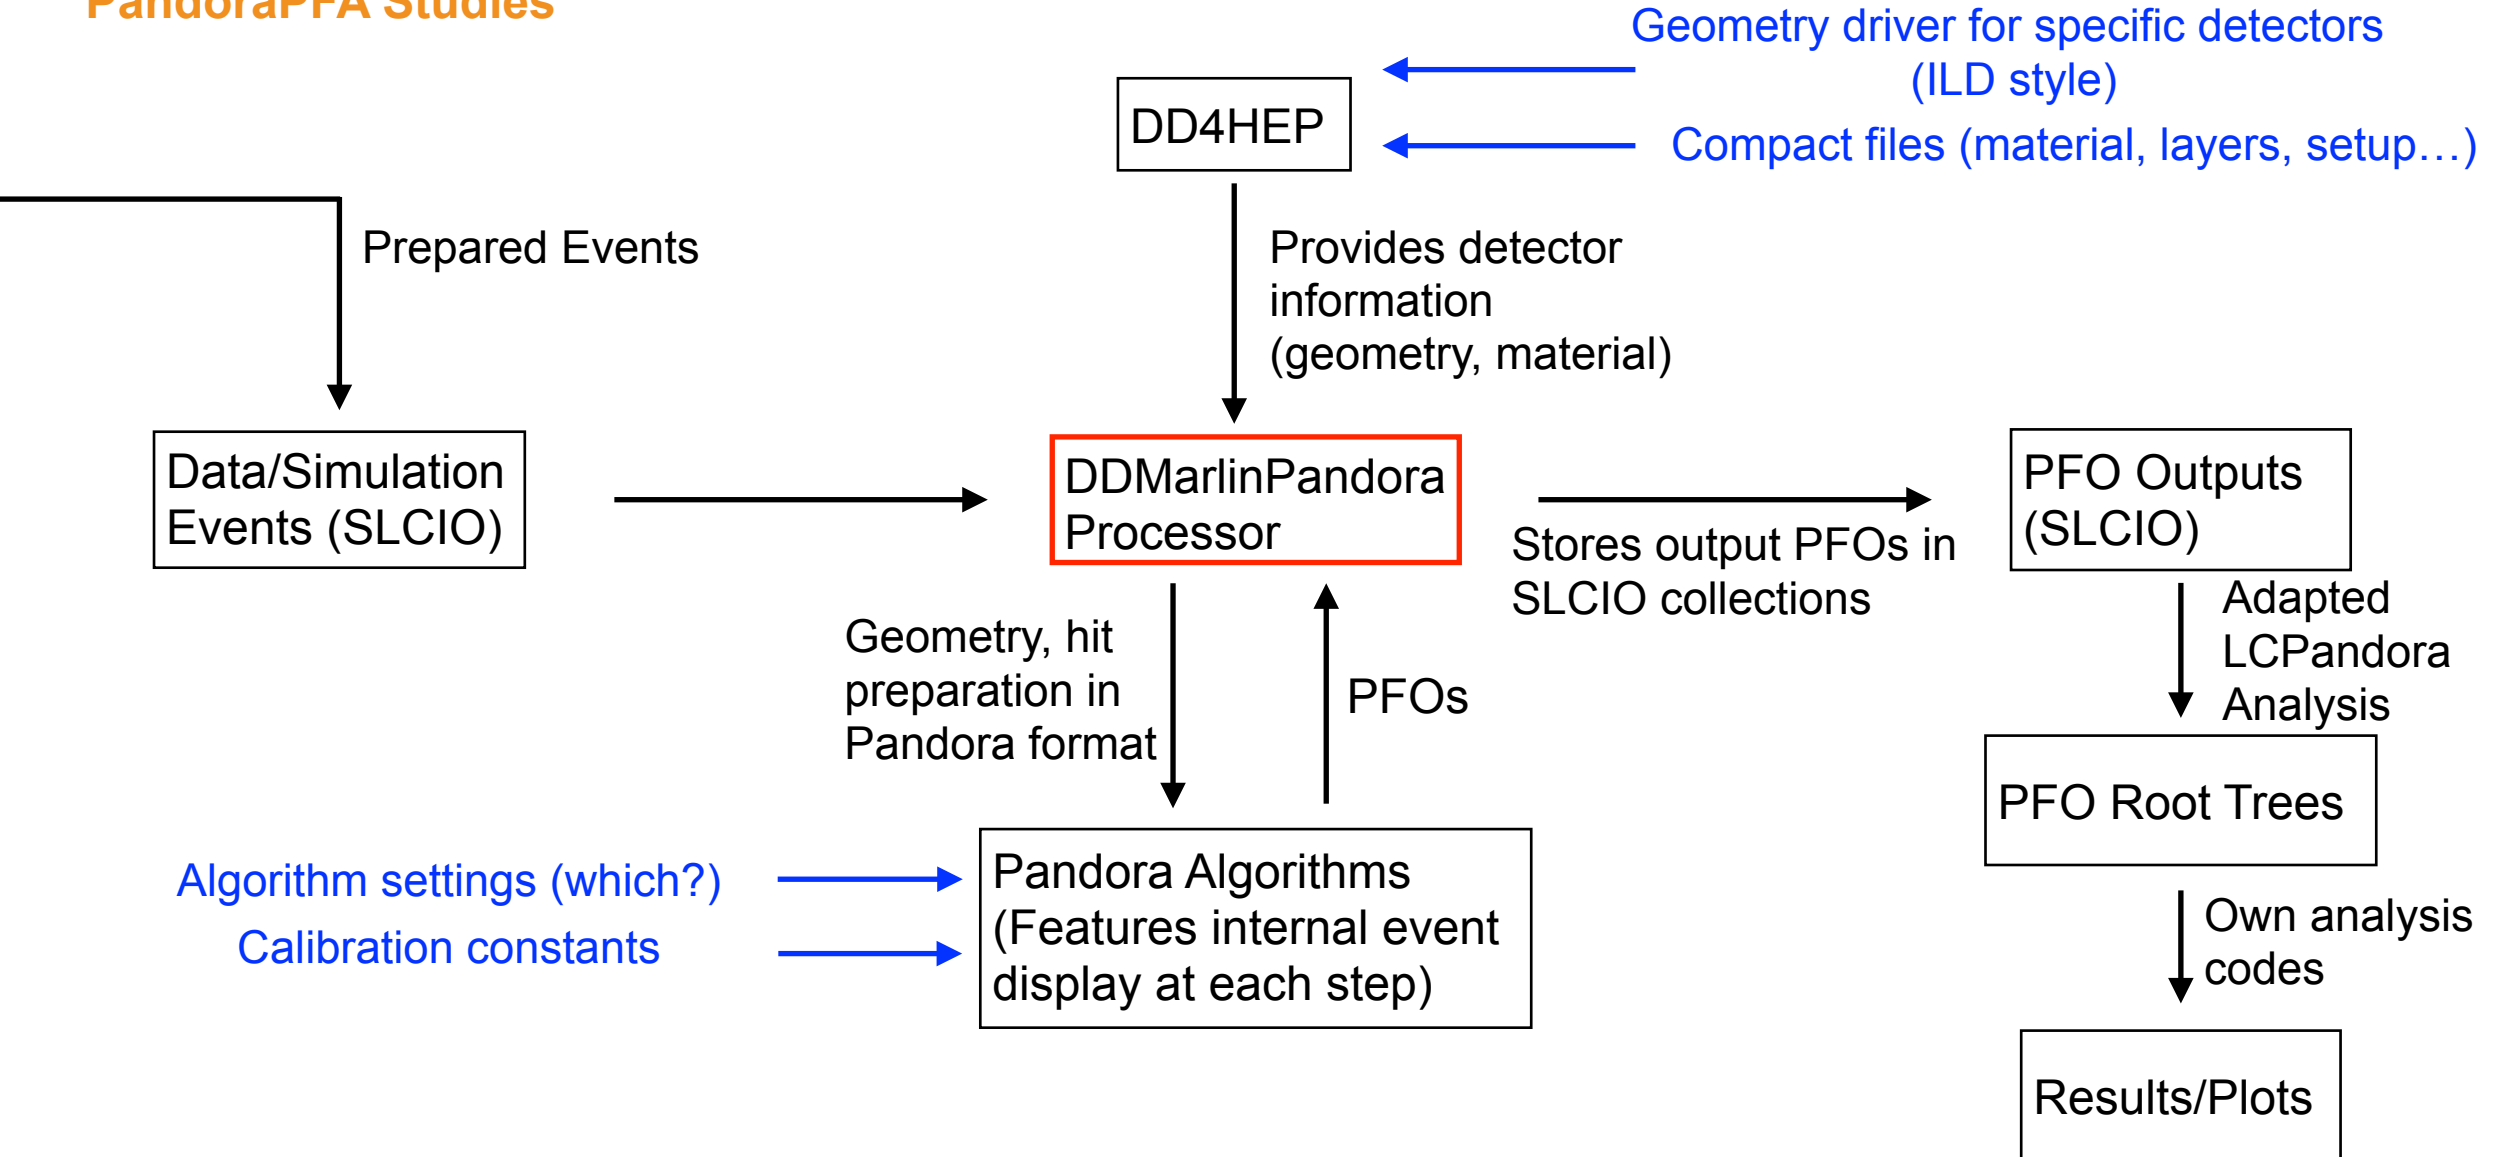 PandoraPFA Studies
Geometry driver for specific detectors
(ILD style)
DD4HEP
Compact files (material, layers, setup…)
Prepared Events
Provides detector
information
(geometry, material)
Data/Simulation
Events (SLCIO)
DDMarlinPandora
Processor
PFO Outputs
(SLCIO)
Stores output PFOs in
SLCIO collections
Adapted
LCPandora
Analysis
Geometry, hit
preparation in
Pandora format
PFOs
PFO Root Trees
Algorithm settings (which?)
Calibration constants
Pandora Algorithms
(Features internal event
display at each step)
Own analysis
codes
Results/Plots